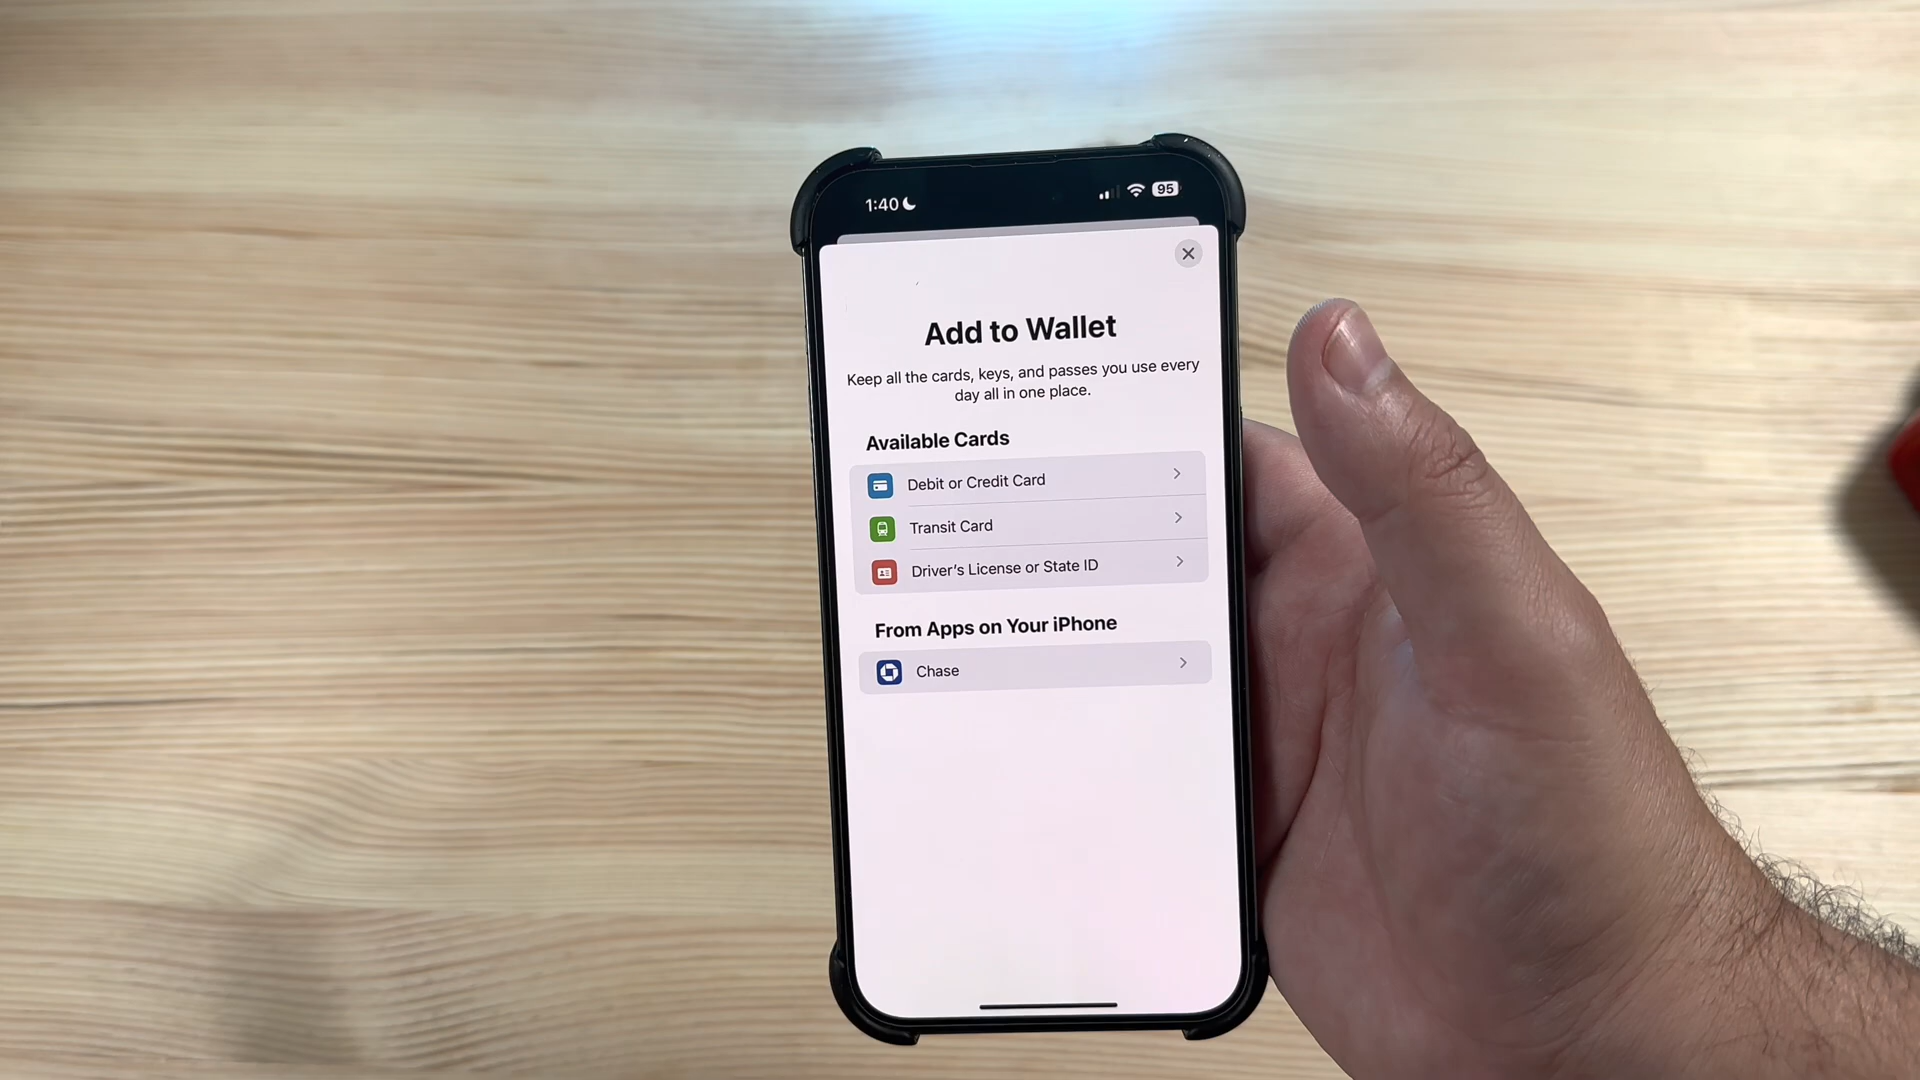 1:40
95
Add to Wallet
Keep all the cards, keys, and passes you use every
day all in one place.
Available Cards
Debit or Credit Card
Transit Card
Driver’s License or State ID
From Apps on Your iPhone
Chase